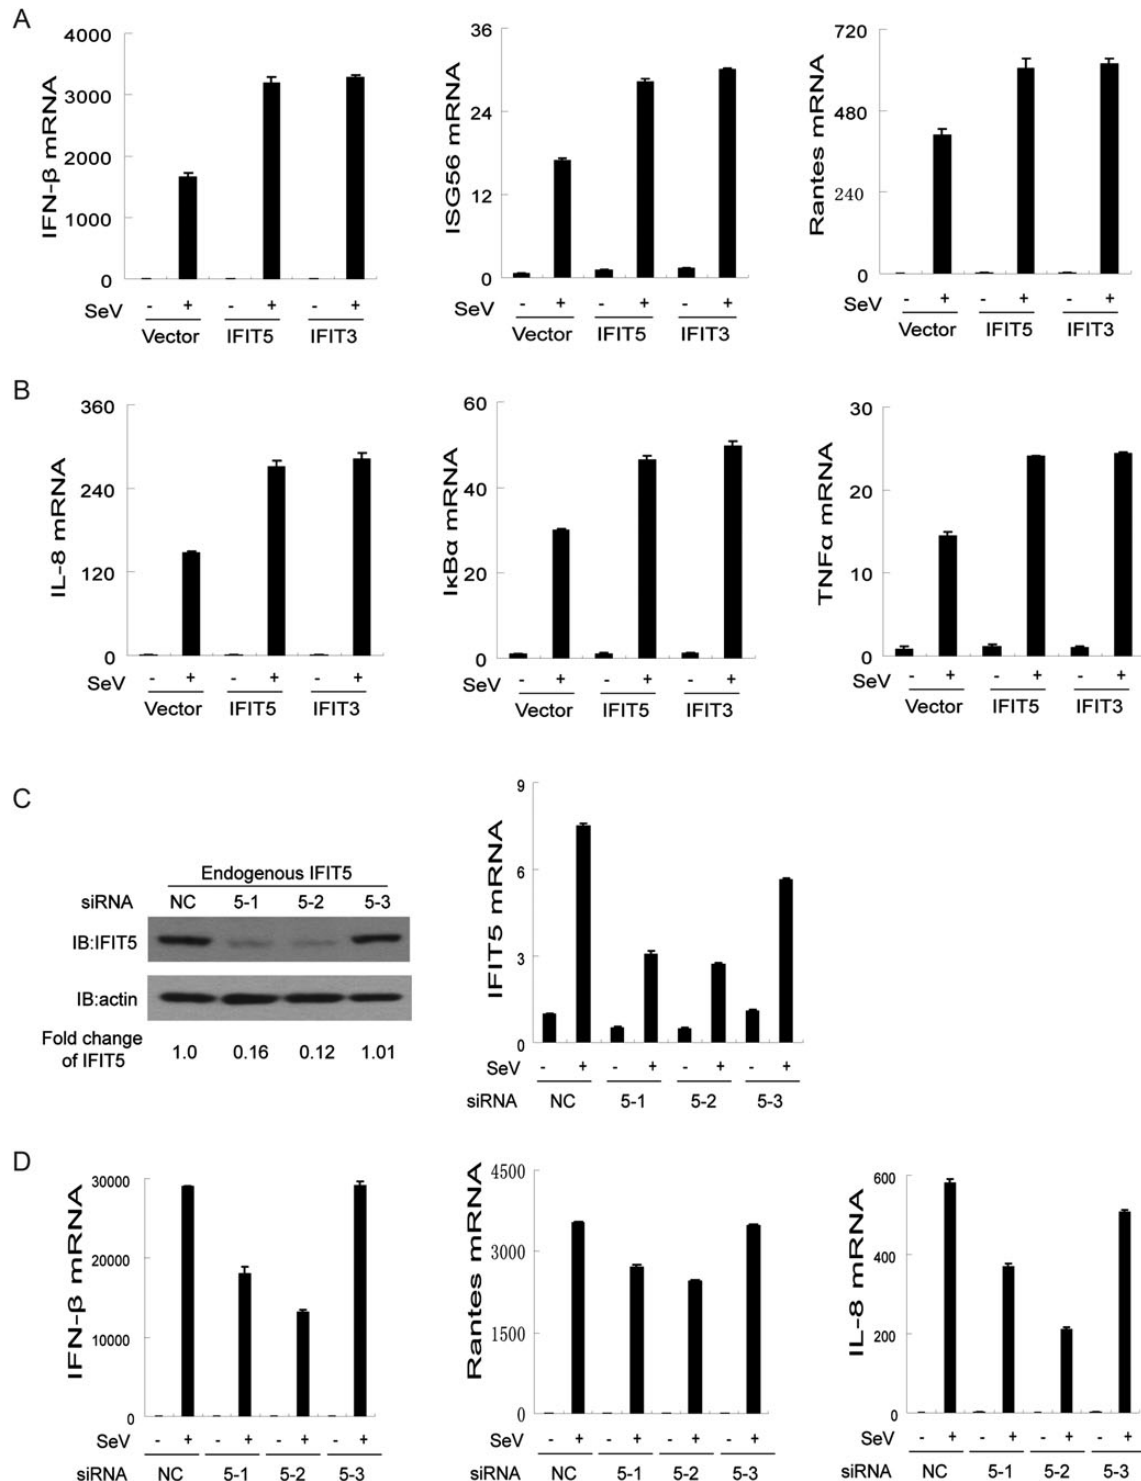 A
IFN-β mRNA
4000
3000
2000
1000
0
SeV - + - + - +
Vector IFIT5 IFIT3
ISG56 mRNA
36
24
12
0
- + - + - +
Vector IFIT5 IFIT3
Rantes mRNA
720
480
240
0
SeV - + - + - +
Vector IFIT5 IFIT3
B
IL-8 mRNA
360
240
120
0
SeV - + - + - +
Vector IFIT5 IFIT3
IκBα mRNA
60
40
20
0
SeV - + - + - +
Vector IFIT5 IFIT3
TNFα mRNA
30
20
10
0
SeV - + - + - +
Vector IFIT5 IFIT3
C
Endogenous IFIT5
siRNA NC 5-1 5-2 5-3
IB:IFIT5
IB:actin
Fold change
of IFIT5 1.0 0.16 0.12 1.01
IFIT5 mRNA
9
6
3
0
SeV - + - + - + - +
siRNA NC 5-1 5-2 5-3
D
IFN-β mRNA
30000
20000
10000
0
SeV - + - + - + - +
siRNA NC 5-1 5-2 5-3
Rantes mRNA
4500
3000
1500
0
SeV - + - + - + - +
siRNA NC 5-1 5-2 5-3
IL-8 mRNA
600
400
200
0
SeV - + - + - + - +
siRNA NC 5-1 5-2 5-3